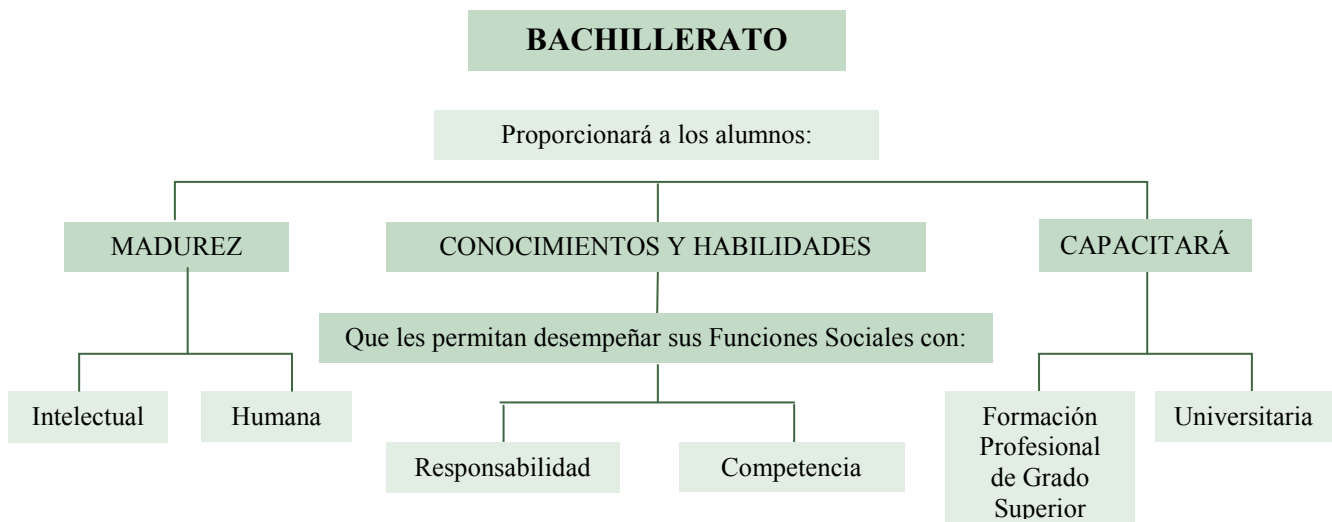 BACHILLERATO
Proporcionará a los alumnos:
MADUREZ
CONOCIMIENTOS Y HABILIDADES
CAPACITARÁ
Que les permitan desempeñar sus Funciones Sociales con:
Intelectual
Humana
Responsabilidad
Competencia
Formación
Profesional
de Grado
Superior
Universitaria